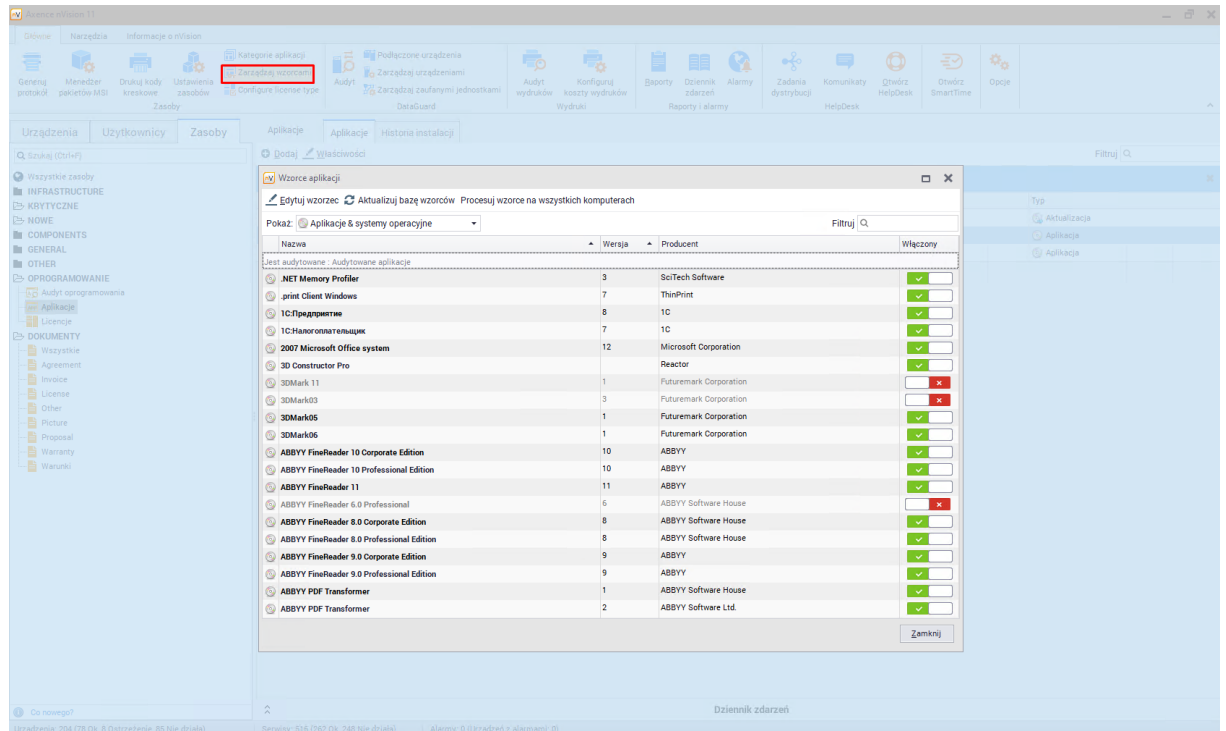 Axence nVision 11
Główne Narzędzia Informacje o nVision
Generuj protokół
Menedżer pakietów MSI
Drukuj kody kreskowe
Ustawienia zasobów
Kategorie aplikacji
Zarządzaj wzorcami
Configure license type
Zasoby
Audyt
Podłączone urządzenia
Zarządzaj urządzeniami
Zarządzaj zaufanymi jednostkami
DataGuard
Audyt wydruków
Konfiguruj koszty wydruków
Wydruki
Raporty
Dziennik zdarzeń
Alarmy
Raporty i alarmy
Zadania dystrybucji
Komunikaty
Otwórz HelpDesk
HelpDesk
Otwórz SmartTime
Opcje
Urządzenia Użytkownicy Zasoby
Aplikacje Aplikacje Historia instalacji
Szukaj (Ctrl+F)
Dodaj Właściwości Filtruj
Wszystkie zasoby
INFRASTRUCTURE
KRYTYCZNE
NOWE
COMPONENTS
GENERAL
OTHER
OPROGRAMOWANIE
Audyt oprogramowania
Aplikacje
Licencje
DOKUMENTY
Wszystkie
Agreement
Invoice
License
Other
Picture
Proposal
Warranty
Warunki
Typ
Aktualizacja
Aplikacja
Aplikacja
Wzorce aplikacji
Edytuj wzorzec Aktualizuj bazę wzorców Procesuj wzorce na wszystkich komputerach
Pokaż: Aplikacje & systemy operacyjne Filtruj
Nazwa Wersja Producent Włączony
Jest audytowane : Audytowane aplikacje
.NET Memory Profiler 3 SciTech Software
.print Client Windows 7 ThinPrint
1С:Предприятие 8 1C
1С:Налогоплательщик 7 1C
2007 Microsoft Office system 12 Microsoft Corporation
3D Constructor Pro Reactor
3DMark 11 1 Futuremark Corporation
3DMark03 3 Futuremark Corporation
3DMark05 1 Futuremark Corporation
3DMark06 1 Futuremark Corporation
ABBYY FineReader 10 Corporate Edition 10 ABBYY
ABBYY FineReader 10 Professional Edition 10 ABBYY
ABBYY FineReader 11 11 ABBYY
ABBYY FineReader 6.0 Professional 6 ABBYY Software House
ABBYY FineReader 8.0 Corporate Edition 8 ABBYY Software House
ABBYY FineReader 8.0 Professional Edition 8 ABBYY Software House
ABBYY FineReader 9.0 Corporate Edition 9 ABBYY
ABBYY FineReader 9.0 Professional Edition 9 ABBYY
ABBYY PDF Transformer 1 ABBYY Software House
ABBYY PDF Transformer 2 ABBYY Software Ltd.
Zamknij
Co nowego?
Dziennik zdarzeń